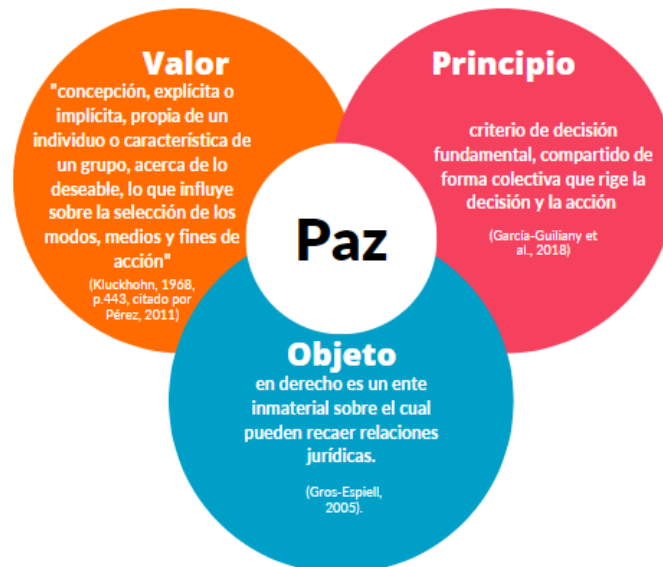 Valor
"concepción, explícita o
implícita, propia de un
individuo o característica de
un grupo, acerca de lo
deseable, lo que influye
sobre la selección de los
modos, medios y fines de
acción"
(Kluckhohn, 1968,
p.443, citado por
Pérez, 2011)
Principio
criterio de decisión
fundamental, compartido de
forma colectiva que rige la
decisión y la acción
(García-Guiliany et
al., 2018)
Paz
Objeto
en derecho es un ente
inmaterial sobre el cual
pueden recaer relaciones
jurídicas.
(Gros-Espiell,
2005).